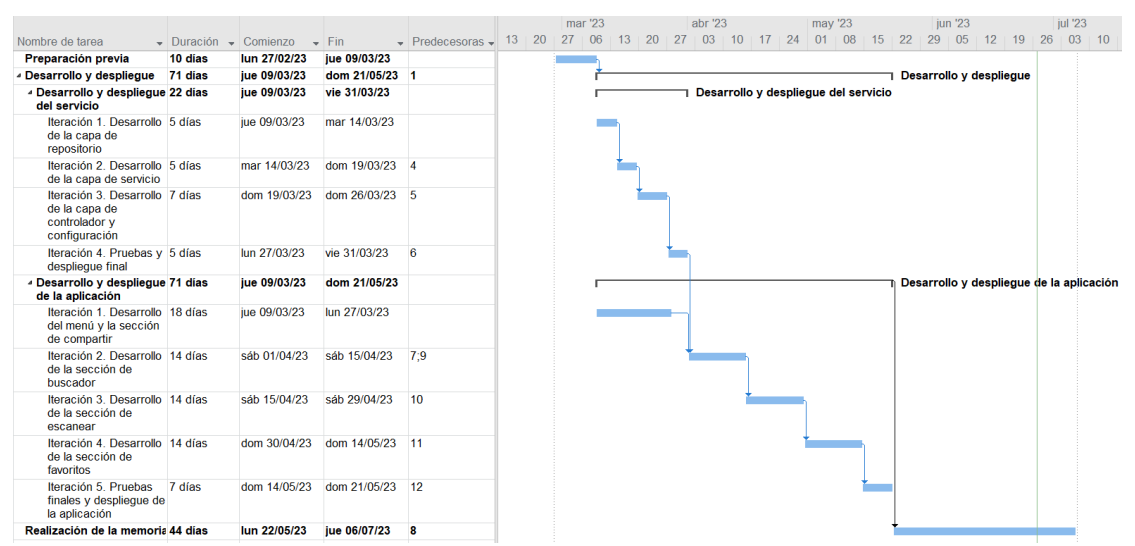 mar '23 abr '23 may '23 jun '23 jul '23
Nombre de tarea Duración Comienzo Fin Predecesoras 13 20 27 06 13 20 27 03 10 17 24 01 08 15 22 29 05 12 19 26 03 10
Preparación previa 10 días lun 27/02/23 jue 09/03/23
Desarrollo y despliegue 71 días jue 09/03/23 dom 21/05/23 1 Desarrollo y despliegue
Desarrollo y despliegue 22 días jue 09/03/23 vie 31/03/23 Desarrollo y despliegue del servicio
del servicio
Iteración 1. Desarrollo 5 días jue 09/03/23 mar 14/03/23
de la capa de
repositorio
Iteración 2. Desarrollo 5 días mar 14/03/23 dom 19/03/23 4
de la capa de servicio
Iteración 3. Desarrollo 7 días dom 19/03/23 dom 26/03/23 5
de la capa de
controlador y
configuración
Iteración 4. Pruebas y 5 días lun 27/03/23 vie 31/03/23 6
despliegue final
Desarrollo y despliegue 71 días jue 09/03/23 dom 21/05/23 Desarrollo y despliegue de la aplicación
de la aplicación
Iteración 1. Desarrollo 18 días jue 09/03/23 lun 27/03/23
del menú y la sección
de compartir
Iteración 2. Desarrollo 14 días sáb 01/04/23 sáb 15/04/23 7;9
de la sección de
buscador
Iteración 3. Desarrollo 14 días sáb 15/04/23 sáb 29/04/23 10
de la sección de
escanear
Iteración 4. Desarrollo 14 días dom 30/04/23 dom 14/05/23 11
de la sección de
favoritos
Iteración 5. Pruebas 7 días dom 14/05/23 dom 21/05/23 12
finales y despliegue de
la aplicación
Realización de la memoria 44 días lun 22/05/23 jue 06/07/23 8